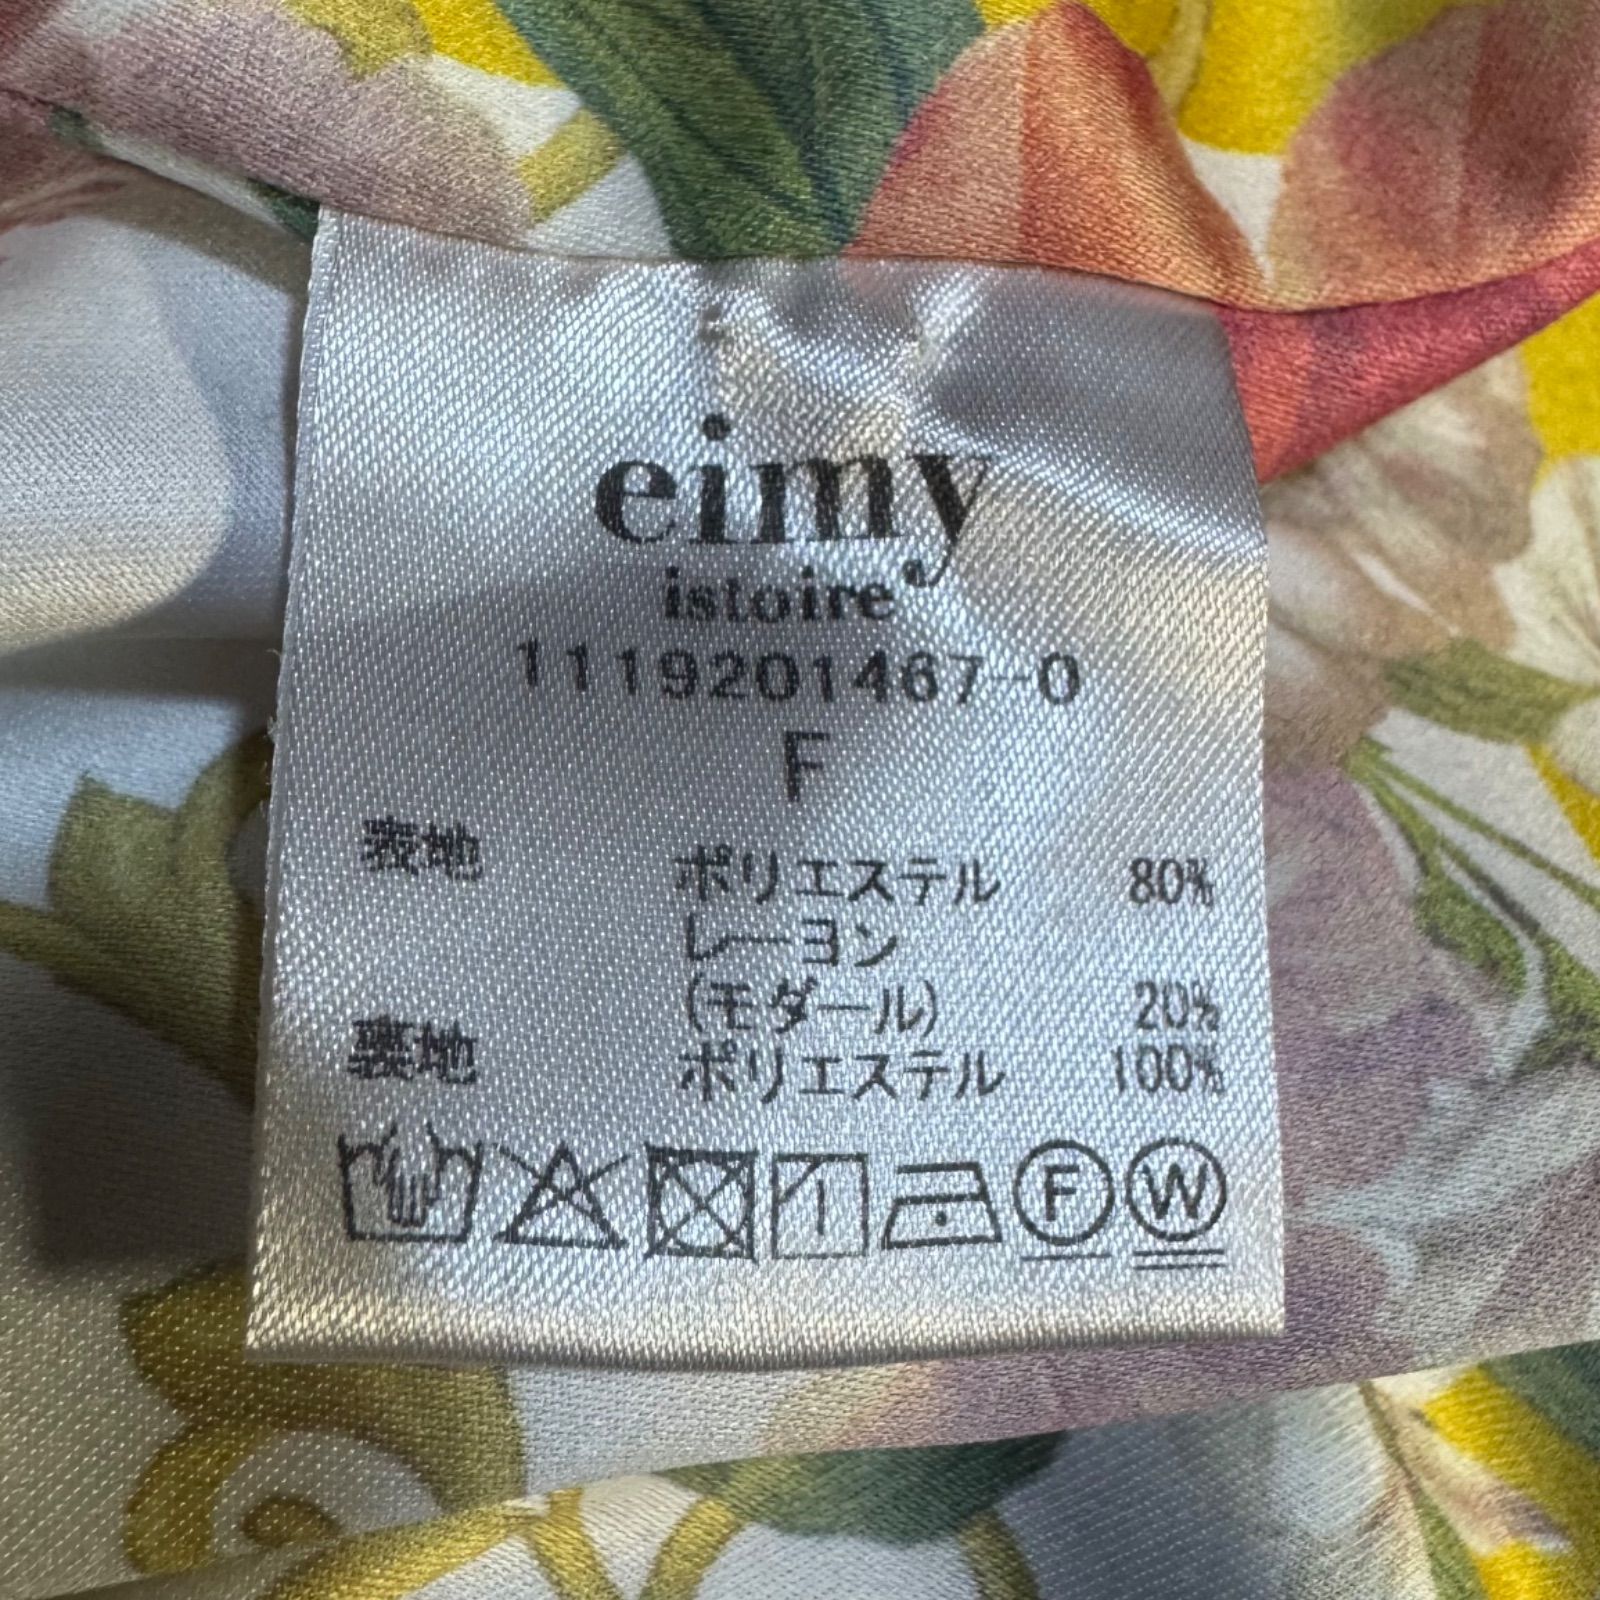 eimy
istoire
1119201467-0
F
表地 ポリエステル 80%
レーヨン
(モダール) 20%
裏地 ポリエステル 100%
F W